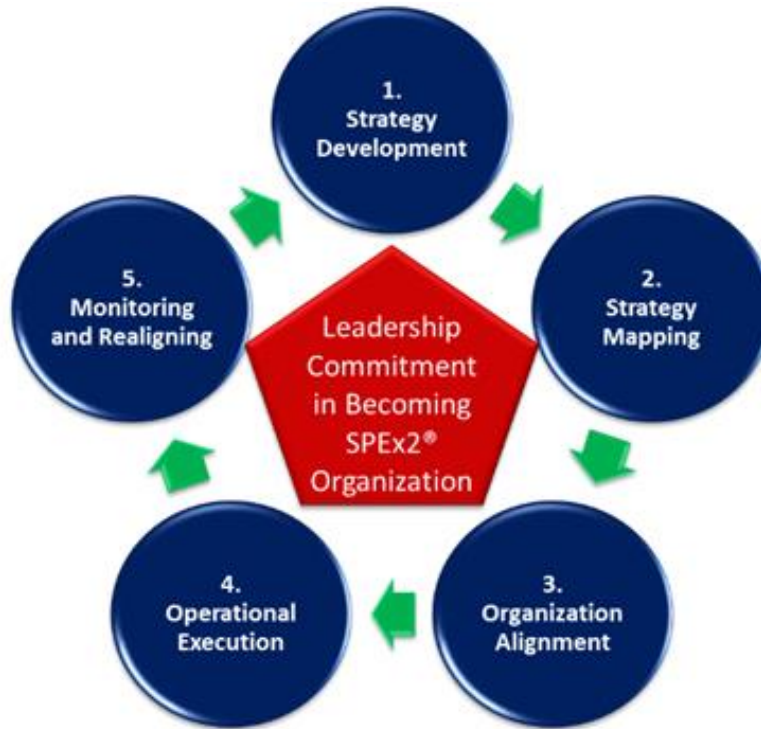 1.
Strategy
Development
2.
Strategy
Mapping
3.
Organization
Alignment
4.
Operational
Execution
5.
Monitoring
and Realigning
Leadership
Commitment
in Becoming
SPEx2®
Organization